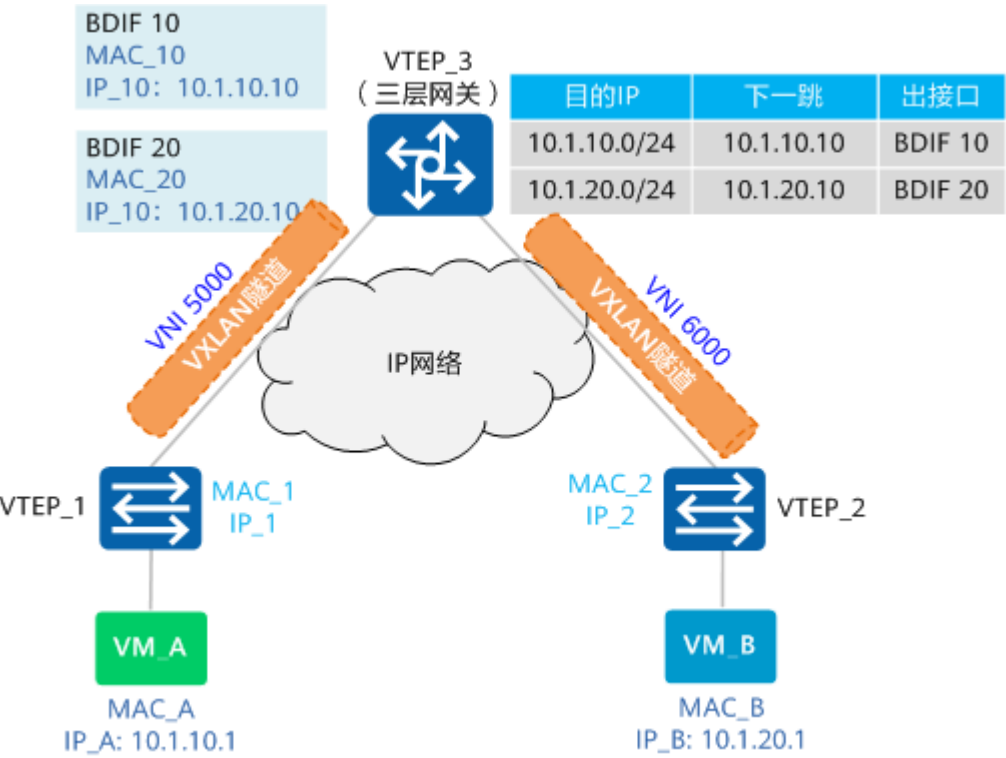 BDIF 10
MAC_10
IP_10：10.1.10.10
BDIF 20
MAC_20
IP_10：10.1.20.10
VTEP_3
（三层网关）
目的IP 下一跳 出接口
10.1.10.0/24 10.1.10.10 BDIF 10
10.1.20.0/24 10.1.20.10 BDIF 20
VNI 5000
VXLAN隧道
VNI 6000
VXLAN隧道
IP网络
VTEP_1
MAC_1
IP_1
MAC_2
IP_2
VTEP_2
VM_A
MAC_A
IP_A: 10.1.10.1
VM_B
MAC_B
IP_B: 10.1.20.1